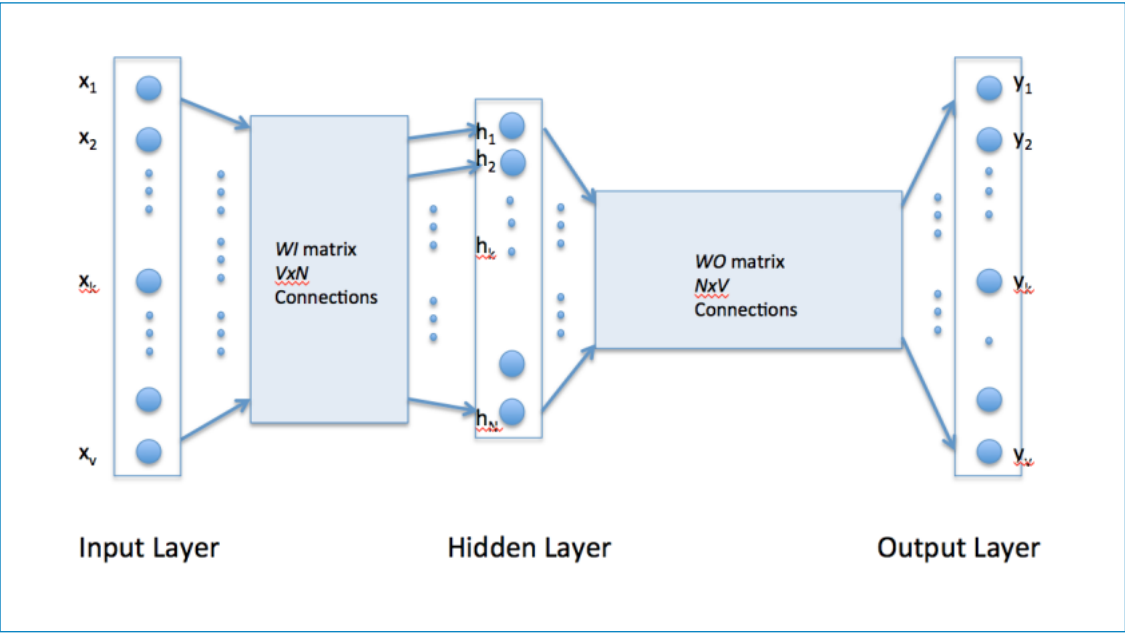 x₁
x₂
xₖ
xᵥ
WI matrix
VxN
Connections
h₁
h₂
hₖ
h_N
WO matrix
NxV
Connections
y₁
y₂
yₖ
yᵥ
Input Layer
Hidden Layer
Output Layer